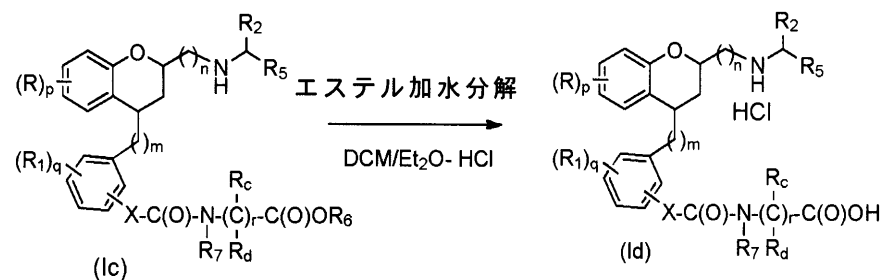 R2
O
( )n
N
H
R5
(R)p
( )m
(R1)q
X-C(O)-N-(C)r-C(O)OR6
Rc
R7
Rd
(Ic)
エステル加水分解
DCM/Et2O- HCl
R2
O
( )n
N
H
R5
HCl
(R)p
( )m
(R1)q
X-C(O)-N-(C)r-C(O)OH
Rc
R7
Rd
(Id)